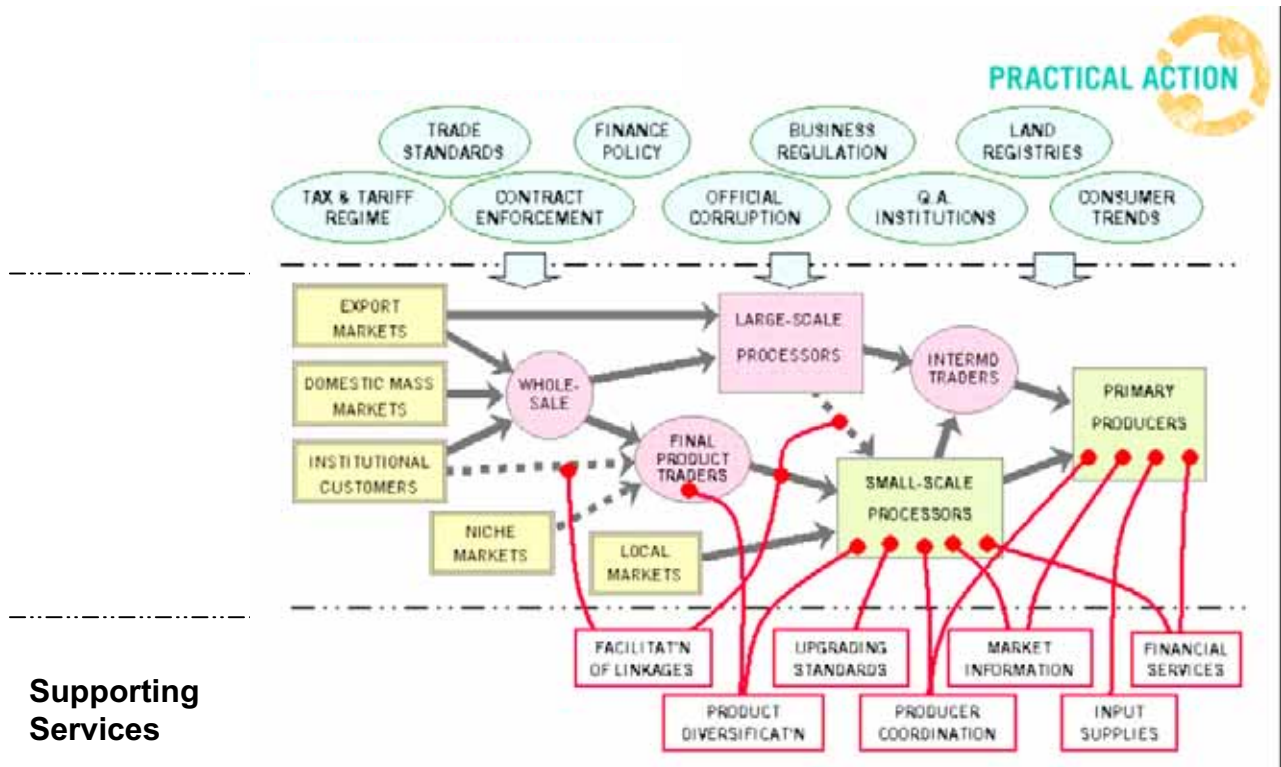 PRACTICAL ACTION
TRADE
STANDARDS
FINANCE
POLICY
BUSINESS
REGULATION
LAND
REGISTRIES
TAX & TARIFF
REGIME
CONTRACT
ENFORCEMENT
OFFICIAL
CORRUPTION
Q.A.
INSTITUTIONS
CONSUMER
TRENDS
EXPORT
MARKETS
LARGE-SCALE
PROCESSORS
INTERMD
TRADERS
DOMESTIC MASS
MARKETS
WHOLE-
SALE
PRIMARY
PRODUCERS
INSTITUTIONAL
CUSTOMERS
FINAL
PRODUCT
TRADERS
SMALL-SCALE
PROCESSORS
NICHE
MARKETS
LOCAL
MARKETS
FACILITAT'N
OF LINKAGES
UPGRADING
STANDARDS
MARKET
INFORMATION
FINANCIAL
SERVICES
Supporting
Services
PRODUCT
DIVERSIFICAT'N
PRODUCER
COORDINATION
INPUT
SUPPLIES